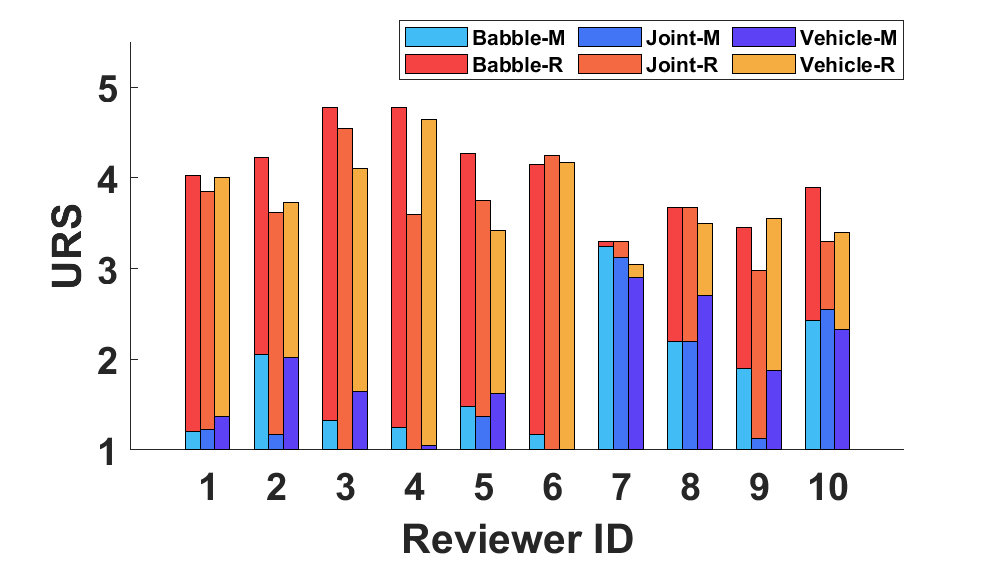 Babble-M Joint-M Vehicle-M
Babble-R Joint-R Vehicle-R
5
4
3
2
1
URS
1 2 3 4 5 6 7 8 9 10
Reviewer ID